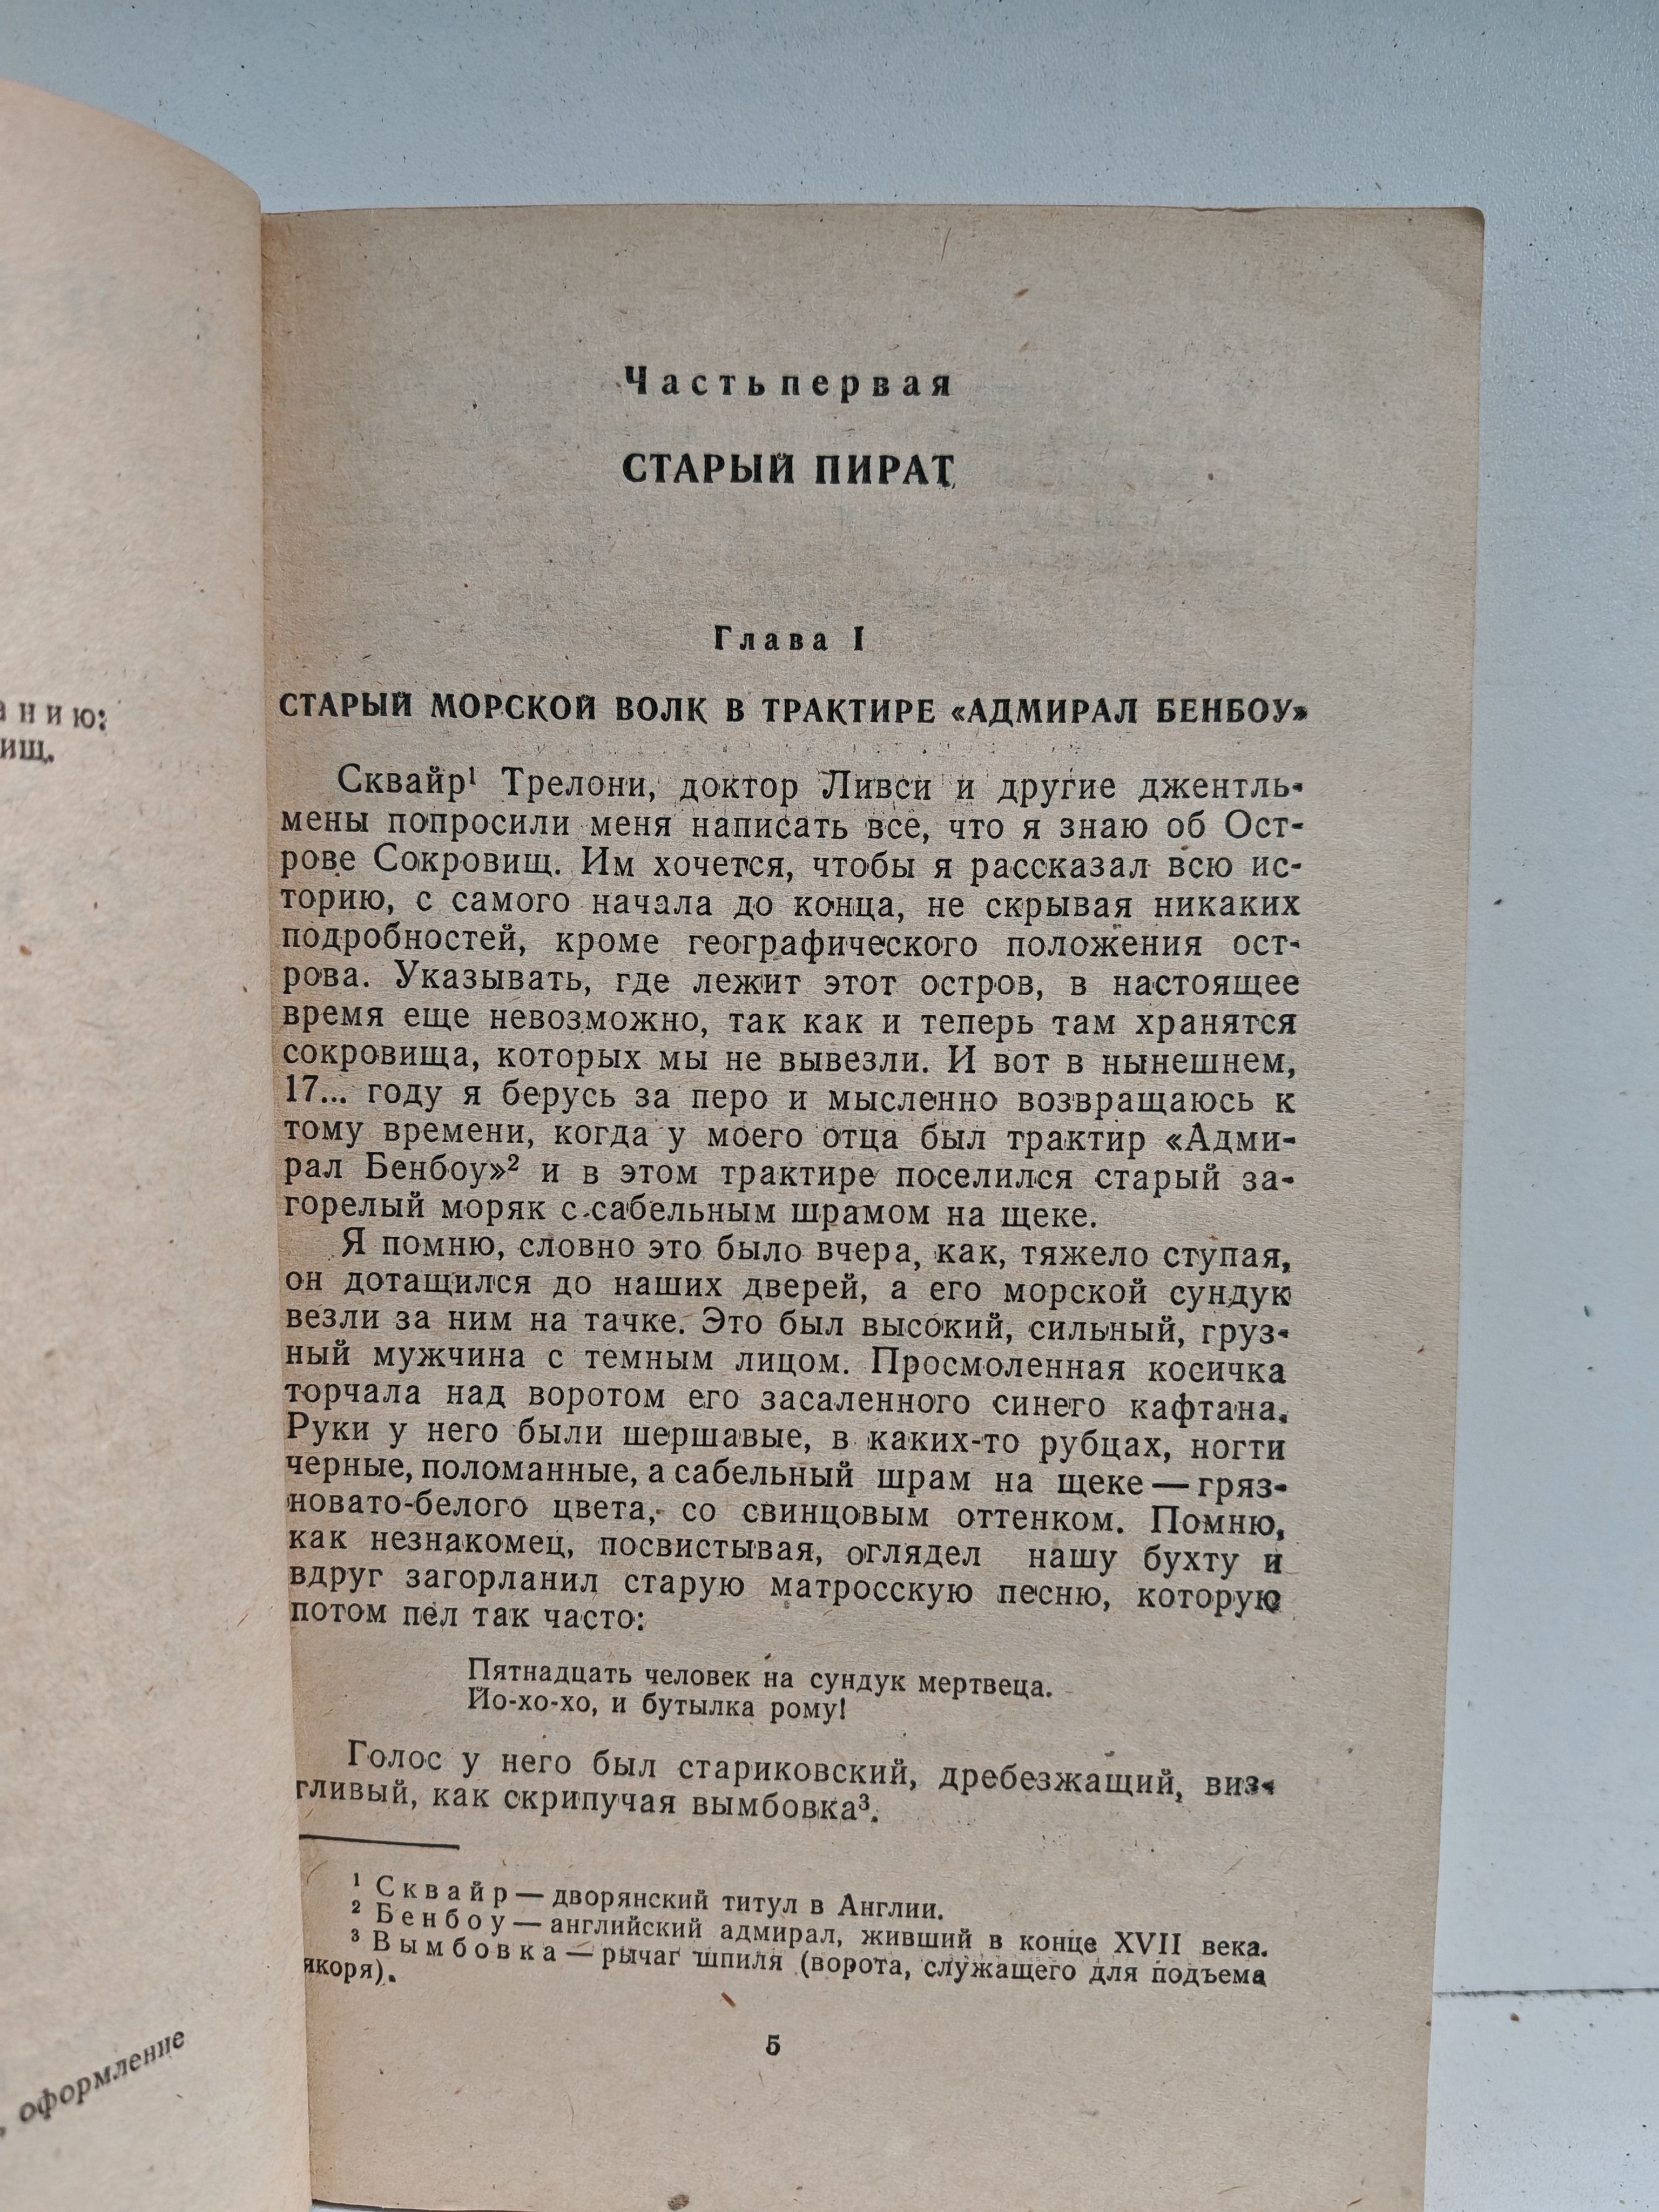 анию:
вищ.
оформление
Часть первая
СТАРЫЙ ПИРАТ
Глава I
СТАРЫЙ МОРСКОЙ ВОЛК В ТРАКТИРЕ «АДМИРАЛ БЕНБОУ»
Сквайр¹ Трелони, доктор Ливси и другие джентль-
мены попросили меня написать все, что я знаю об Ост-
рове Сокровищ. Им хочется, чтобы я рассказал всю ис-
торию, с самого начала до конца, не скрывая никаких
подробностей, кроме географического положения ост-
рова. Указывать, где лежит этот остров, в настоящее
время еще невозможно, так как и теперь там хранятся
сокровища, которых мы не вывезли. И вот в нынешнем,
17... году я берусь за перо и мысленно возвращаюсь к
тому времени, когда у моего отца был трактир «Адми-
рал Бенбоу»² и в этом трактире поселился старый за-
горелый моряк с сабельным шрамом на щеке.
Я помню, словно это было вчера, как, тяжело ступая,
он дотащился до наших дверей, а его морской сундук
везли за ним на тачке. Это был высокий, сильный, груз-
ный мужчина с темным лицом. Просмоленная косичка
торчала над воротом его засаленного синего кафтана.
Руки у него были шершавые, в каких-то рубцах, ногти
черные, поломанные, а сабельный шрам на щеке — гряз-
новато-белого цвета, со свинцовым оттенком. Помню,
как незнакомец, посвистывая, оглядел нашу бухту и
вдруг загорланил старую матросскую песню, которую
потом пел так часто:
Пятнадцать человек на сундук мертвеца.
Йо-хо-хо, и бутылка рому!
Голос у него был стариковский, дребезжащий, виз-
гливый, как скрипучая вымбовка³.
¹ Сквайр — дворянский титул в Англии.
² Бенбоу — английский адмирал, живший в конце XVII века.
³ Вымбовка — рычаг шпиля (ворота, служащего для подъема
якоря).
5